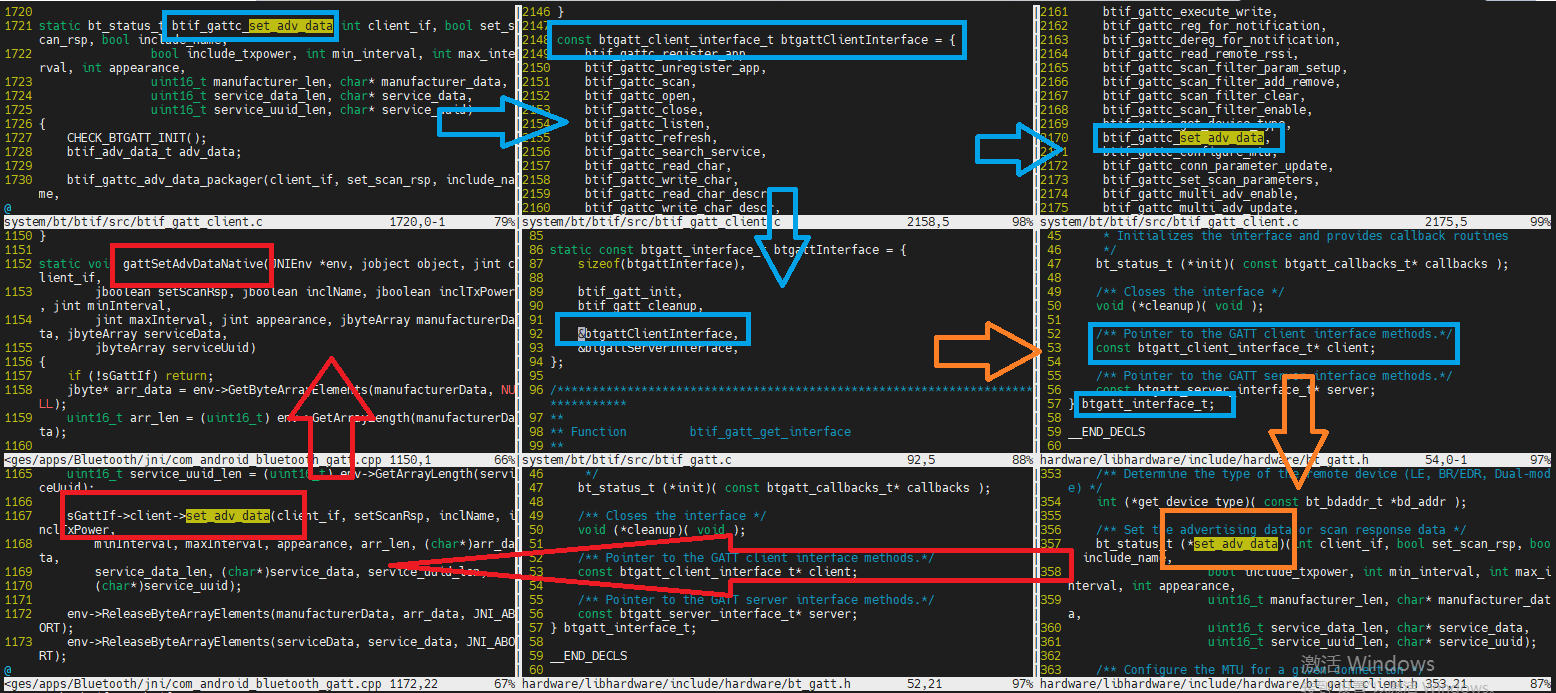 1720
1721 static bt_status_t btif_gattc_set_adv_data(int client_if, bool set_s
can_rsp, bool include_name,
1722 bool include_txpower, int min_interval, int max_inte
rval, int appearance,
1723 uint16_t manufacturer_len, char* manufacturer_data,
1724 uint16_t service_data_len, char* service_data,
1725 uint16_t service_uuid_len, char* service_uuid)
1726 {
1727 CHECK_BTGATT_INIT();
1728 btif_adv_data_t adv_data;
1729
1730 btif_gattc_adv_data_packager(client_if, set_scan_rsp, include_na
me,
@
system/bt/btif/src/btif_gatt_client.c 1720,0-1 79%
2146 }
2147
2148 const btgatt_client_interface_t btgattClientInterface = {
btif_gattc_register_app
2150 btif_gattc_unregister_app,
2151 btif_gattc_scan,
2152 btif_gattc_open,
2153 btif_gattc_close,
2154 btif_gattc_listen,
2155 btif_gattc_refresh,
2156 btif_gattc_search_service,
2157 btif_gattc_read_char,
2158 btif_gattc_write_char,
2159 btif_gattc_read_char_descr,
2160 btif_gattc_write_char_descr,
system/bt/btif/src/btif_gatt_client.c 2158,5 98%
2161 btif_gattc_execute_write,
2162 btif_gattc_reg_for_notification,
2163 btif_gattc_dereg_for_notification,
2164 btif_gattc_read_remote_rssi,
2165 btif_gattc_scan_filter_param_setup,
2166 btif_gattc_scan_filter_add_remove,
2167 btif_gattc_scan_filter_clear,
2168 btif_gattc_scan_filter_enable,
2169 btif_gattc_get_device_type,
2170 btif_gattc_set_adv_data,
2171 btif_gattc_configure_mtu,
2172 btif_gattc_conn_parameter_update,
2173 btif_gattc_set_scan_parameters,
2174 btif_gattc_multi_adv_enable,
2175 btif_gattc_multi_adv_update,
system/bt/btif/src/btif_gatt_client.c 2175,5 99%
1150 }
1151
1152 static void gattSetAdvDataNative(JNIEnv *env, jobject object, jint c
lient_if,
1153 jboolean setScanRsp, jboolean inclName, jboolean inclTxPower
, jint minInterval,
1154 jint maxInterval, jint appearance, jbyteArray manufacturerDa
ta, jbyteArray serviceData,
1155 jbyteArray serviceUuid)
1156 {
1157 if (!sGattIf) return;
1158 jbyte* arr_data = env->GetByteArrayElements(manufacturerData, NU
LL);
1159 uint16_t arr_len = (uint16_t) env->GetArrayLength(manufacturerDa
ta);
1160
<ges/apps/Bluetooth/jni/com_android_bluetooth_gatt.cpp 1150,1 66%
85
86 static const btgatt_interface_t btgattInterface = {
87 sizeof(btgattInterface),
88
89 btif_gatt_init,
90 btif_gatt_cleanup,
91
92 &btgattClientInterface,
93 &btgattServerInterface,
94 };
95
96 /*******************************************************************
***********
97 **
98 ** Function btif_gatt_get_interface
99 **
system/bt/btif/src/btif_gatt.c 92,5 88%
45 * Initializes the interface and provides callback routines
46 */
47 bt_status_t (*init)( const btgatt_callbacks_t* callbacks );
48
49 /** Closes the interface */
50 void (*cleanup)( void );
51
52 /** Pointer to the GATT client interface methods.*/
53 const btgatt_client_interface_t* client;
54
55 /** Pointer to the GATT server interface methods.*/
56 const btgatt_server_interface_t* server;
57 } btgatt_interface_t;
58
59 __END_DECLS
60
hardware/libhardware/include/hardware/bt_gatt.h 54,0-1 97%
1165 uint16_t service_uuid_len = (uint16_t) env->GetArrayLength(servi
ceUuid);
1166
1167 sGattIf->client->set_adv_data(client_if, setScanRsp, inclName, i
nclTxPower,
1168 minInterval, maxInterval, appearance, arr_len, (char*)arr_da
ta,
1169 service_data_len, (char*)service_data, service_uuid_len,
1170 (char*)service_uuid);
1171
1172 env->ReleaseByteArrayElements(manufacturerData, arr_data, JNI_AB
ORT);
1173 env->ReleaseByteArrayElements(serviceData, service_data, JNI_ABO
RT);
@
<ges/apps/Bluetooth/jni/com_android_bluetooth_gatt.cpp 1172,22 67%
46 */
47 bt_status_t (*init)( const btgatt_callbacks_t* callbacks );
48
49 /** Closes the interface */
50 void (*cleanup)( void );
51
52 /** Pointer to the GATT client interface methods.*/
53 const btgatt_client_interface_t* client;
54
55 /** Pointer to the GATT server interface methods.*/
56 const btgatt_server_interface_t* server;
57 } btgatt_interface_t;
58
59 __END_DECLS
60
hardware/libhardware/include/hardware/bt_gatt.h 52,21 97%
353 /** Determine the type of the remote device (LE, BR/EDR, Dual-mod
e) */
354 int (*get_device_type)( const bt_bdaddr_t *bd_addr );
355
356 /** Set the advertising data or scan response data */
357 bt_status_t (*set_adv_data)(int client_if, bool set_scan_rsp, boo
include_name,
358 bool include_txpower, int min_interval, int max_i
nterval, int appearance,
359 uint16_t manufacturer_len, char* manufacturer_dat
a,
360 uint16_t service_data_len, char* service_data,
361 uint16_t service_uuid_len, char* service_uuid);
362
363 /** Configure the MTU for a given connection */
<hardware/libhardware/include/hardware/bt_gatt_client.h 353,21 87%
激活 Windows